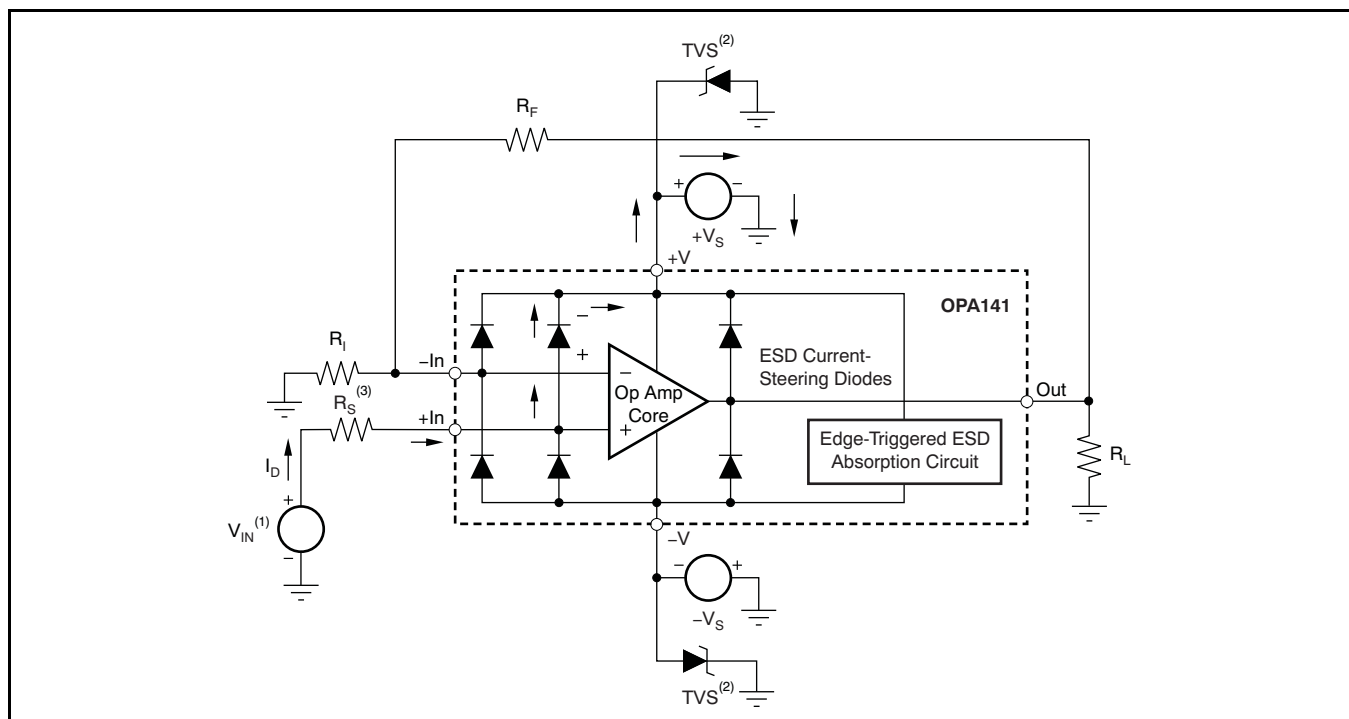 TVS(2)
RF
+ −
+VS
+V
OPA141
−
+
RI
−In
−
ESD Current-
Steering Diodes
Op Amp
Core
Out
RS(3)
+In
+
Edge-Triggered ESD
Absorption Circuit
RL
ID
+
VIN(1)
−
−V
− +
−VS
TVS(2)